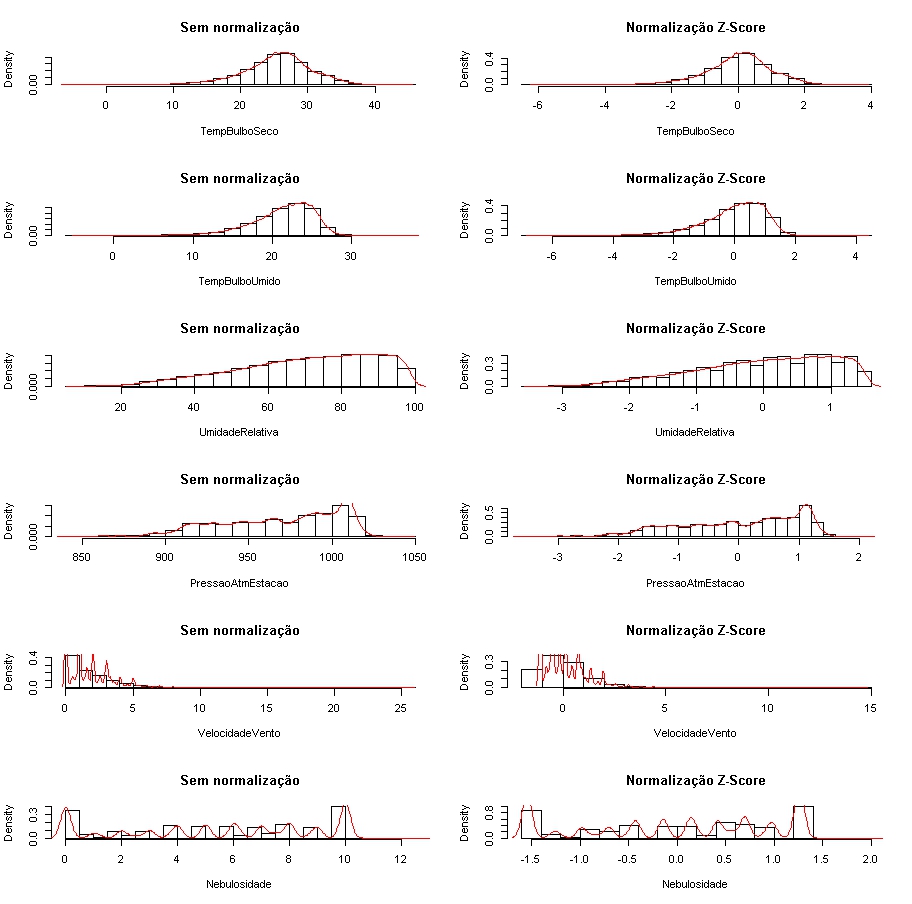 Sem normalização
Normalização Z-Score
Density
0.00
0 10 20 30 40
TempBulboSeco
Density
0.0 0.4
-6 -4 -2 0 2 4
TempBulboSeco
Sem normalização
Normalização Z-Score
Density
0.00
0 10 20 30
TempBulboUmido
Density
0.0 0.4
-6 -4 -2 0 2 4
TempBulboUmido
Sem normalização
Normalização Z-Score
Density
0.000
20 40 60 80 100
UmidadeRelativa
Density
0.0 0.3
-3 -2 -1 0 1
UmidadeRelativa
Sem normalização
Normalização Z-Score
Density
0.000
850 900 950 1000 1050
PressaoAtmEstacao
Density
0.0 0.5
-3 -2 -1 0 1 2
PressaoAtmEstacao
Sem normalização
Normalização Z-Score
Density
0.0 0.4
0 5 10 15 20 25
VelocidadeVento
Density
0.0 0.3
0 5 10 15
VelocidadeVento
Sem normalização
Normalização Z-Score
Density
0.0 0.3
0 2 4 6 8 10 12
Nebulosidade
Density
0.0 0.8
-1.5 -1.0 -0.5 0.0 0.5 1.0 1.5 2.0
Nebulosidade